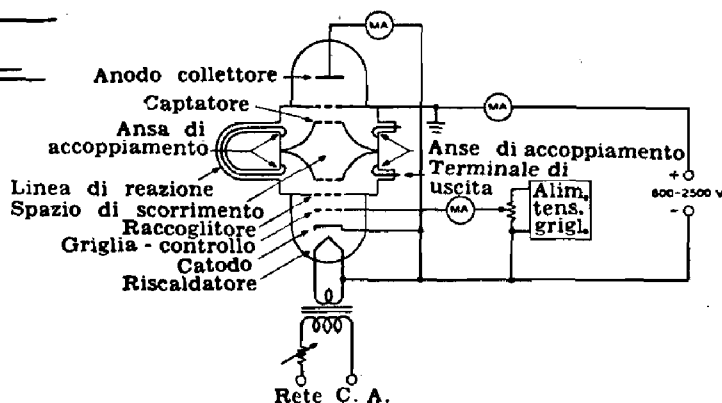 MA
Anodo collettore
Captatore
MA
Ansa di
accoppiamento
Anse di accoppiamento
Terminale di
uscita
Linea di reazione
Spazio di scorrimento
Raccoglitore
Griglia - controllo
Catodo
Riscaldatore
MA
Alim.
tens.
grigl.
+
600-2500 V
-
Rete C. A.